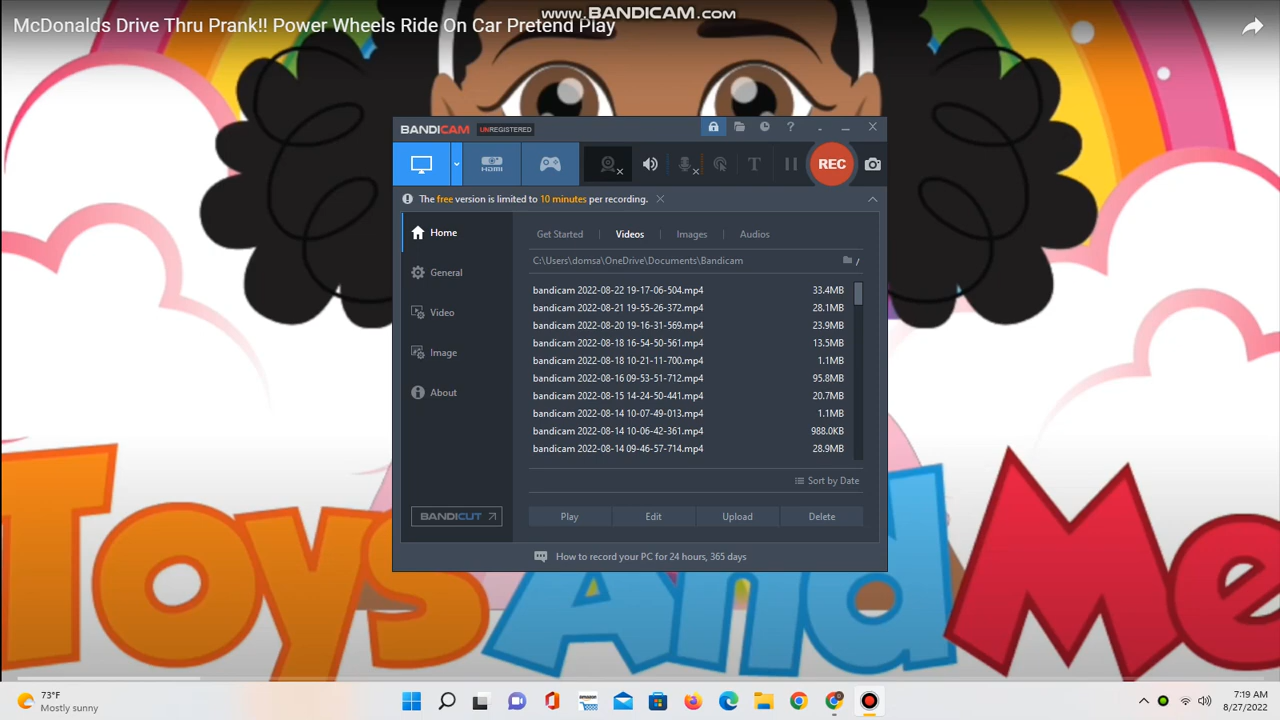 www.BANDICAM.com
McDonalds Drive Thru Prank!! Power Wheels Ride On Car Pretend Play
BANDICAM UNREGISTERED
HDMI
T
REC
The free version is limited to 10 minutes per recording.
Home
General
Video
Image
About
BANDICUT
Get Started
Videos
Images
Audios
C:\Users\domsa\OneDrive\Documents\Bandicam
bandicam 2022-08-22 19-17-06-504.mp4 33.4MB
bandicam 2022-08-21 19-55-26-372.mp4 28.1MB
bandicam 2022-08-20 19-16-31-569.mp4 23.9MB
bandicam 2022-08-18 16-54-50-561.mp4 13.5MB
bandicam 2022-08-18 10-21-11-700.mp4 1.1MB
bandicam 2022-08-16 09-53-51-712.mp4 95.8MB
bandicam 2022-08-15 14-24-50-441.mp4 20.7MB
bandicam 2022-08-14 10-07-49-013.mp4 1.1MB
bandicam 2022-08-14 10-06-42-361.mp4 988.0KB
bandicam 2022-08-14 09-46-57-714.mp4 28.9MB
Sort by Date
Play
Edit
Upload
Delete
How to record your PC for 24 hours, 365 days
ToysAndMe
73°F
Mostly sunny
7:19 AM
8/27/2022